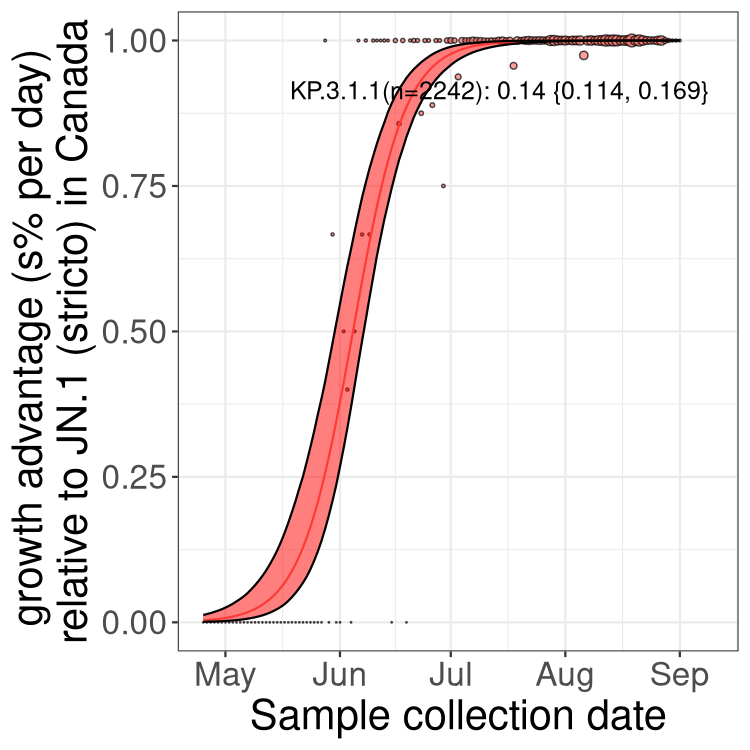 growth advantage (s% per day)
relative to JN.1 (stricto) in Canada
1.00
0.75
0.50
0.25
0.00
KP.3.1.1(n=2242): 0.14 {0.114, 0.169}
May Jun Jul Aug Sep
Sample collection date